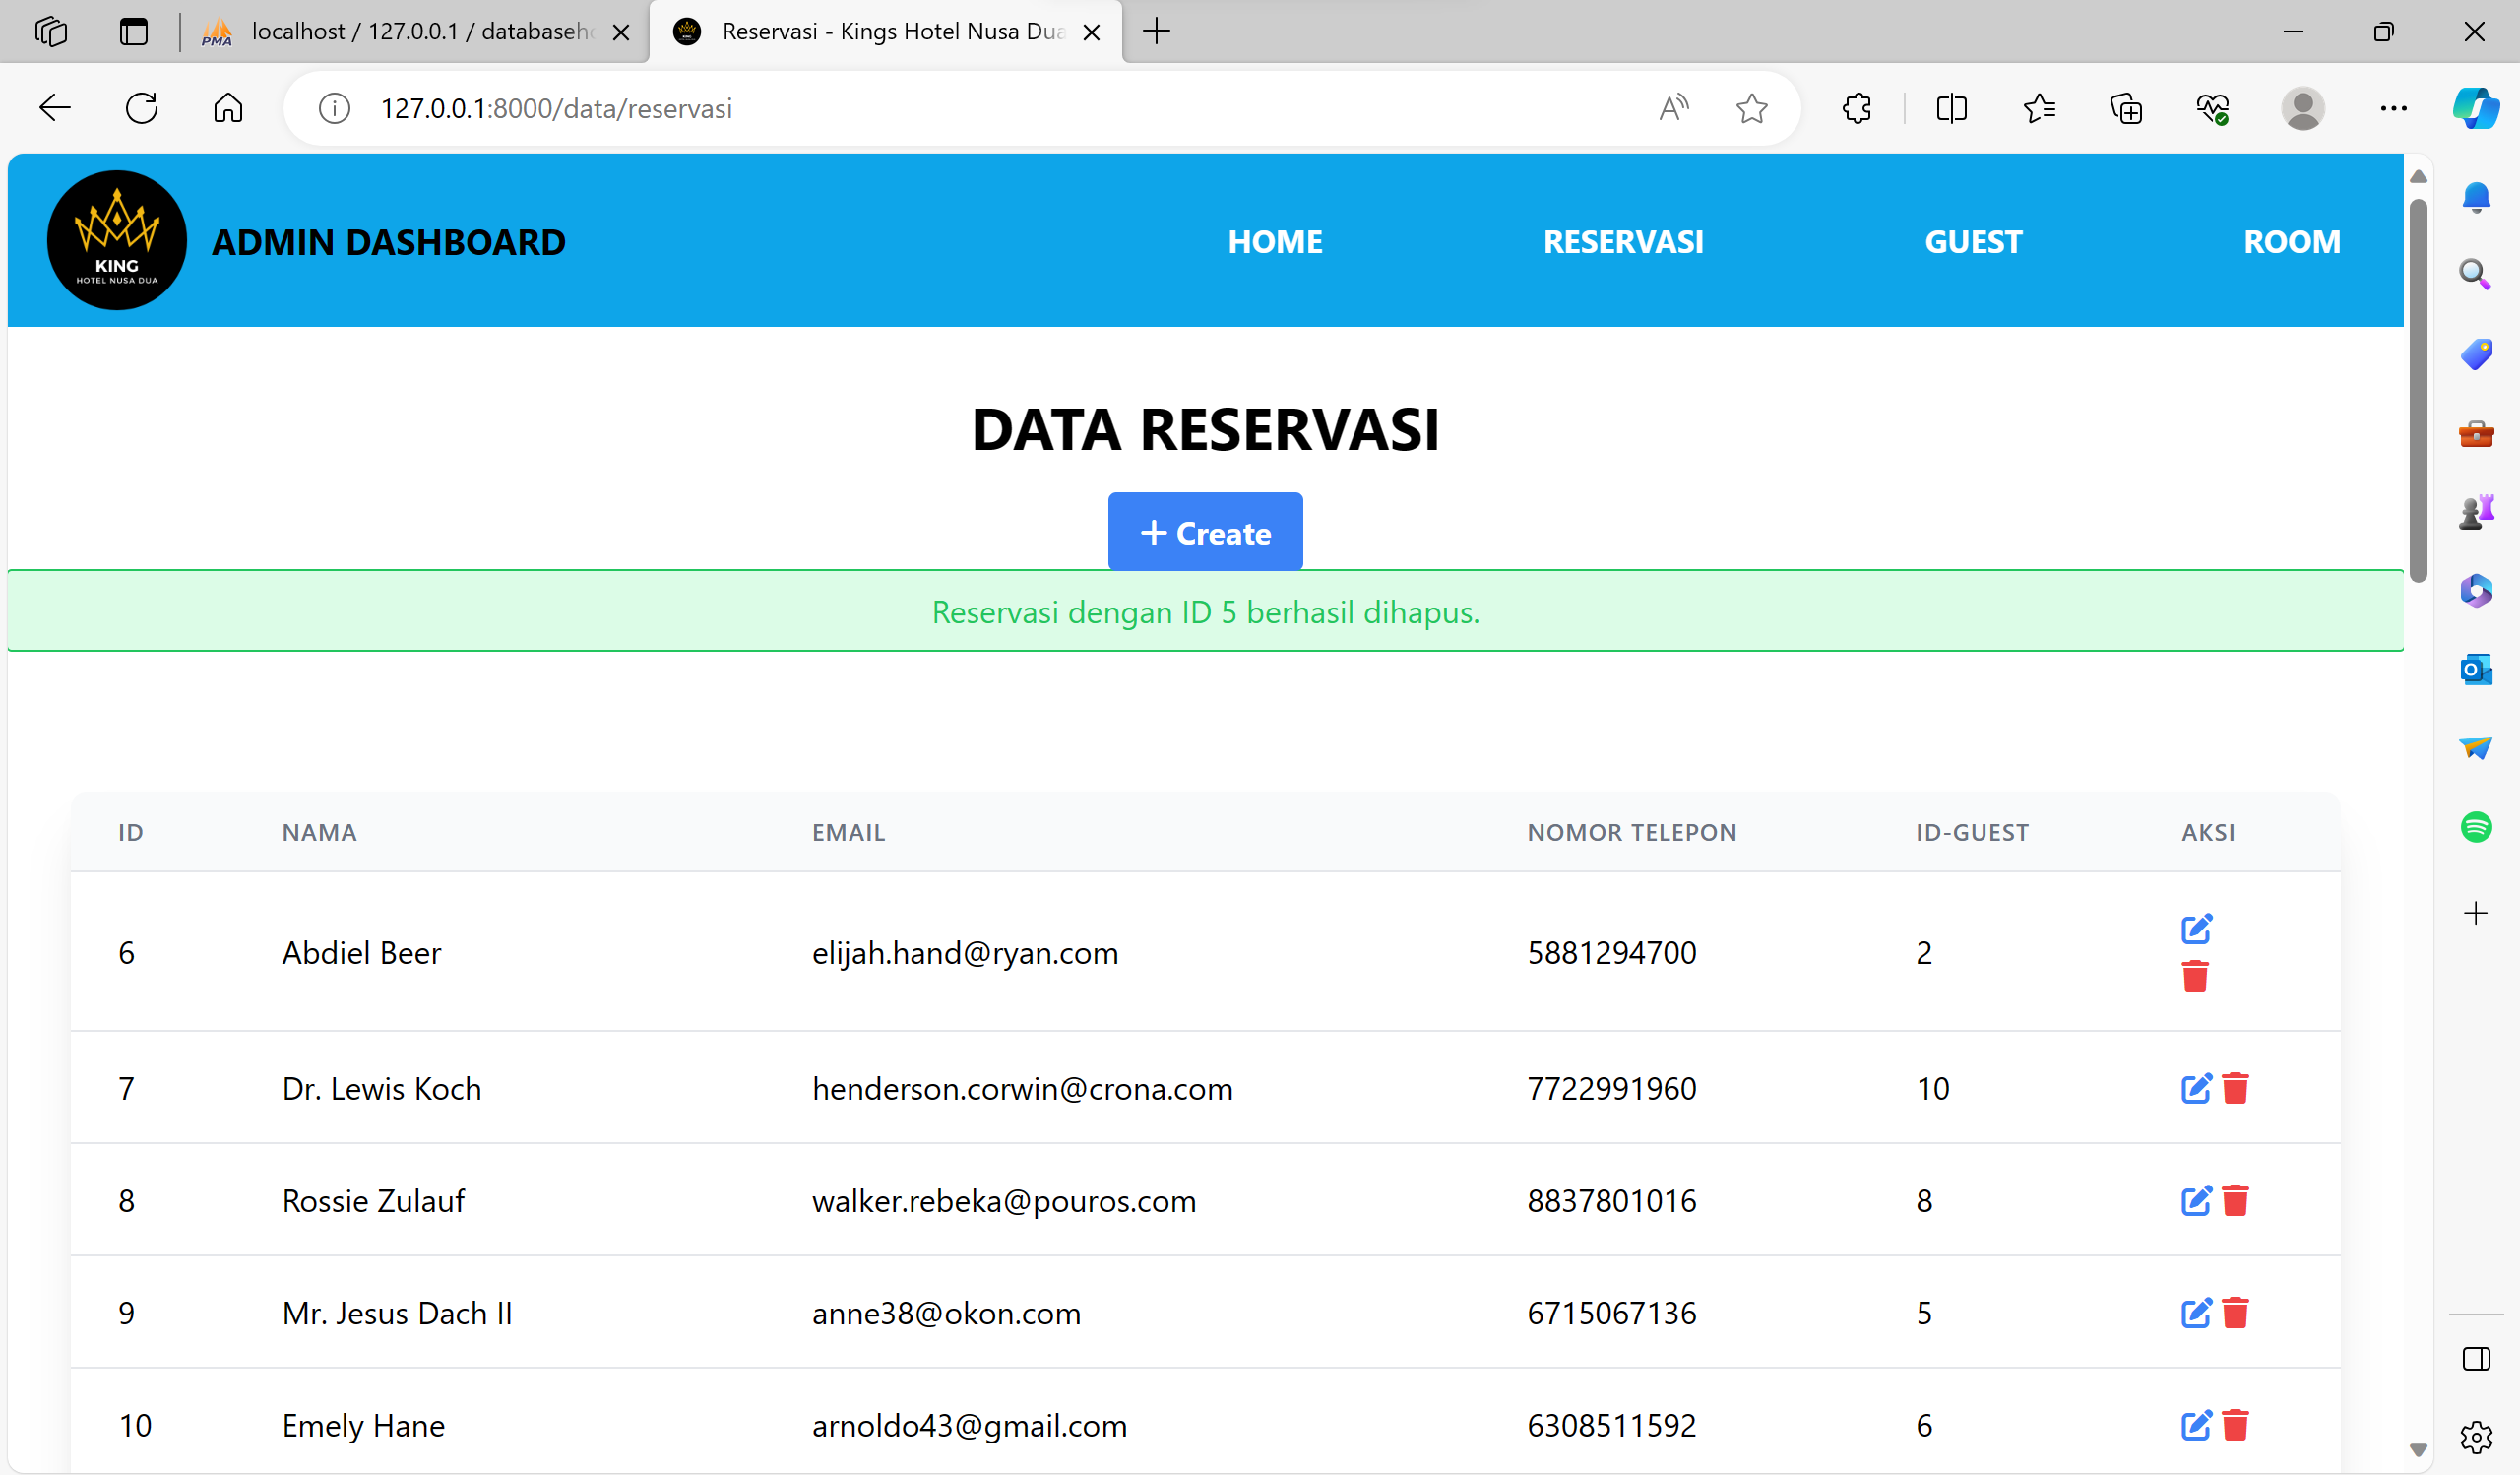 localhost / 127.0.0.1 / databaseh
Reservasi - Kings Hotel Nusa Dua
127.0.0.1:8000/data/reservasi
KING
HOTEL NUSA DUA
ADMIN DASHBOARD
HOME RESERVASI GUEST ROOM
DATA RESERVASI
+ Create
Reservasi dengan ID 5 berhasil dihapus.
ID NAMA EMAIL NOMOR TELEPON ID-GUEST AKSI
6 Abdiel Beer elijah.hand@ryan.com 5881294700 2
7 Dr. Lewis Koch henderson.corwin@crona.com 7722991960 10
8 Rossie Zulauf walker.rebeka@pouros.com 8837801016 8
9 Mr. Jesus Dach II anne38@okon.com 6715067136 5
10 Emely Hane arnoldo43@gmail.com 6308511592 6